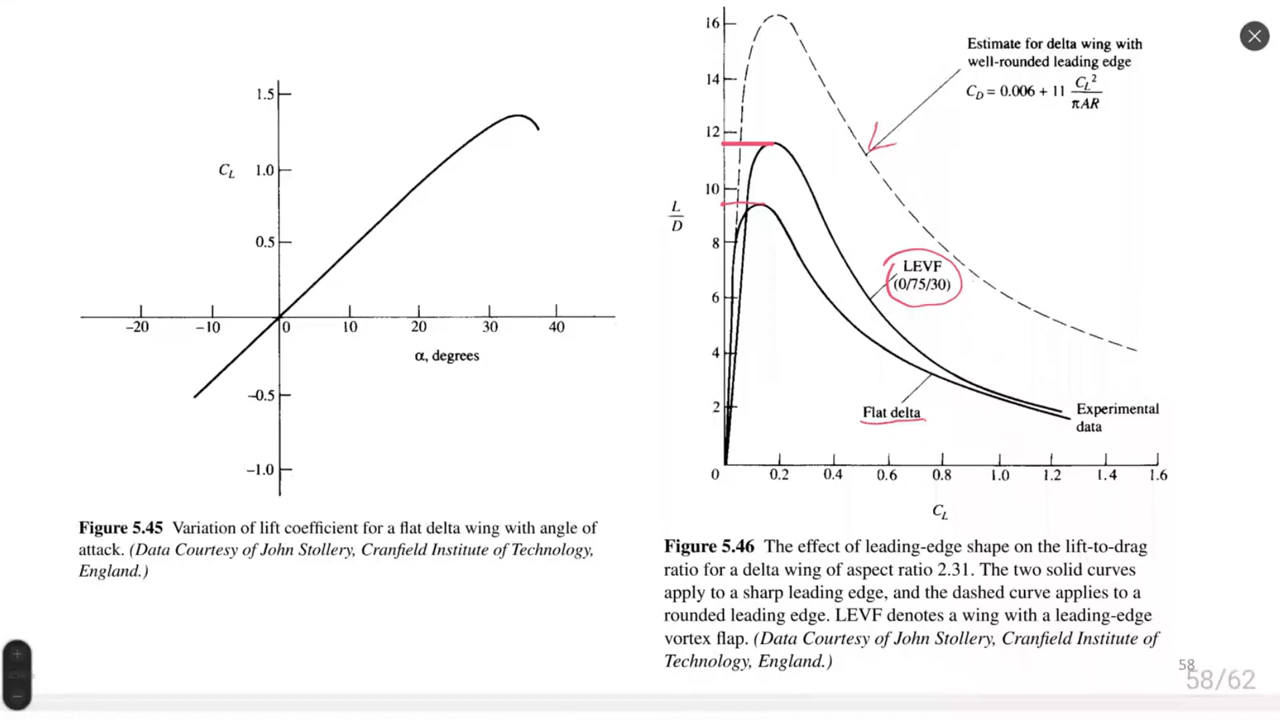 1.5
C_L
1.0
0.5
−20
−10
0
10
20
30
40
α, degrees
−0.5
−1.0
Figure 5.45 Variation of lift coefficient for a flat delta wing with angle of
attack. (Data Courtesy of John Stollery, Cranfield Institute of Technology,
England.)
16
14
12
10
8
6
4
2
0
L/D
Estimate for delta wing with
well-rounded leading edge
C_D = 0.006 + 11 C_L²/πAR
LEVF
(0/75/30)
Flat delta
Experimental
data
0.2
0.4
0.6
0.8
1.0
1.2
1.4
1.6
C_L
Figure 5.46 The effect of leading-edge shape on the lift-to-drag
ratio for a delta wing of aspect ratio 2.31. The two solid curves
apply to a sharp leading edge, and the dashed curve applies to a
rounded leading edge. LEVF denotes a wing with a leading-edge
vortex flap. (Data Courtesy of John Stollery, Cranfield Institute of
Technology, England.)
58
58/62